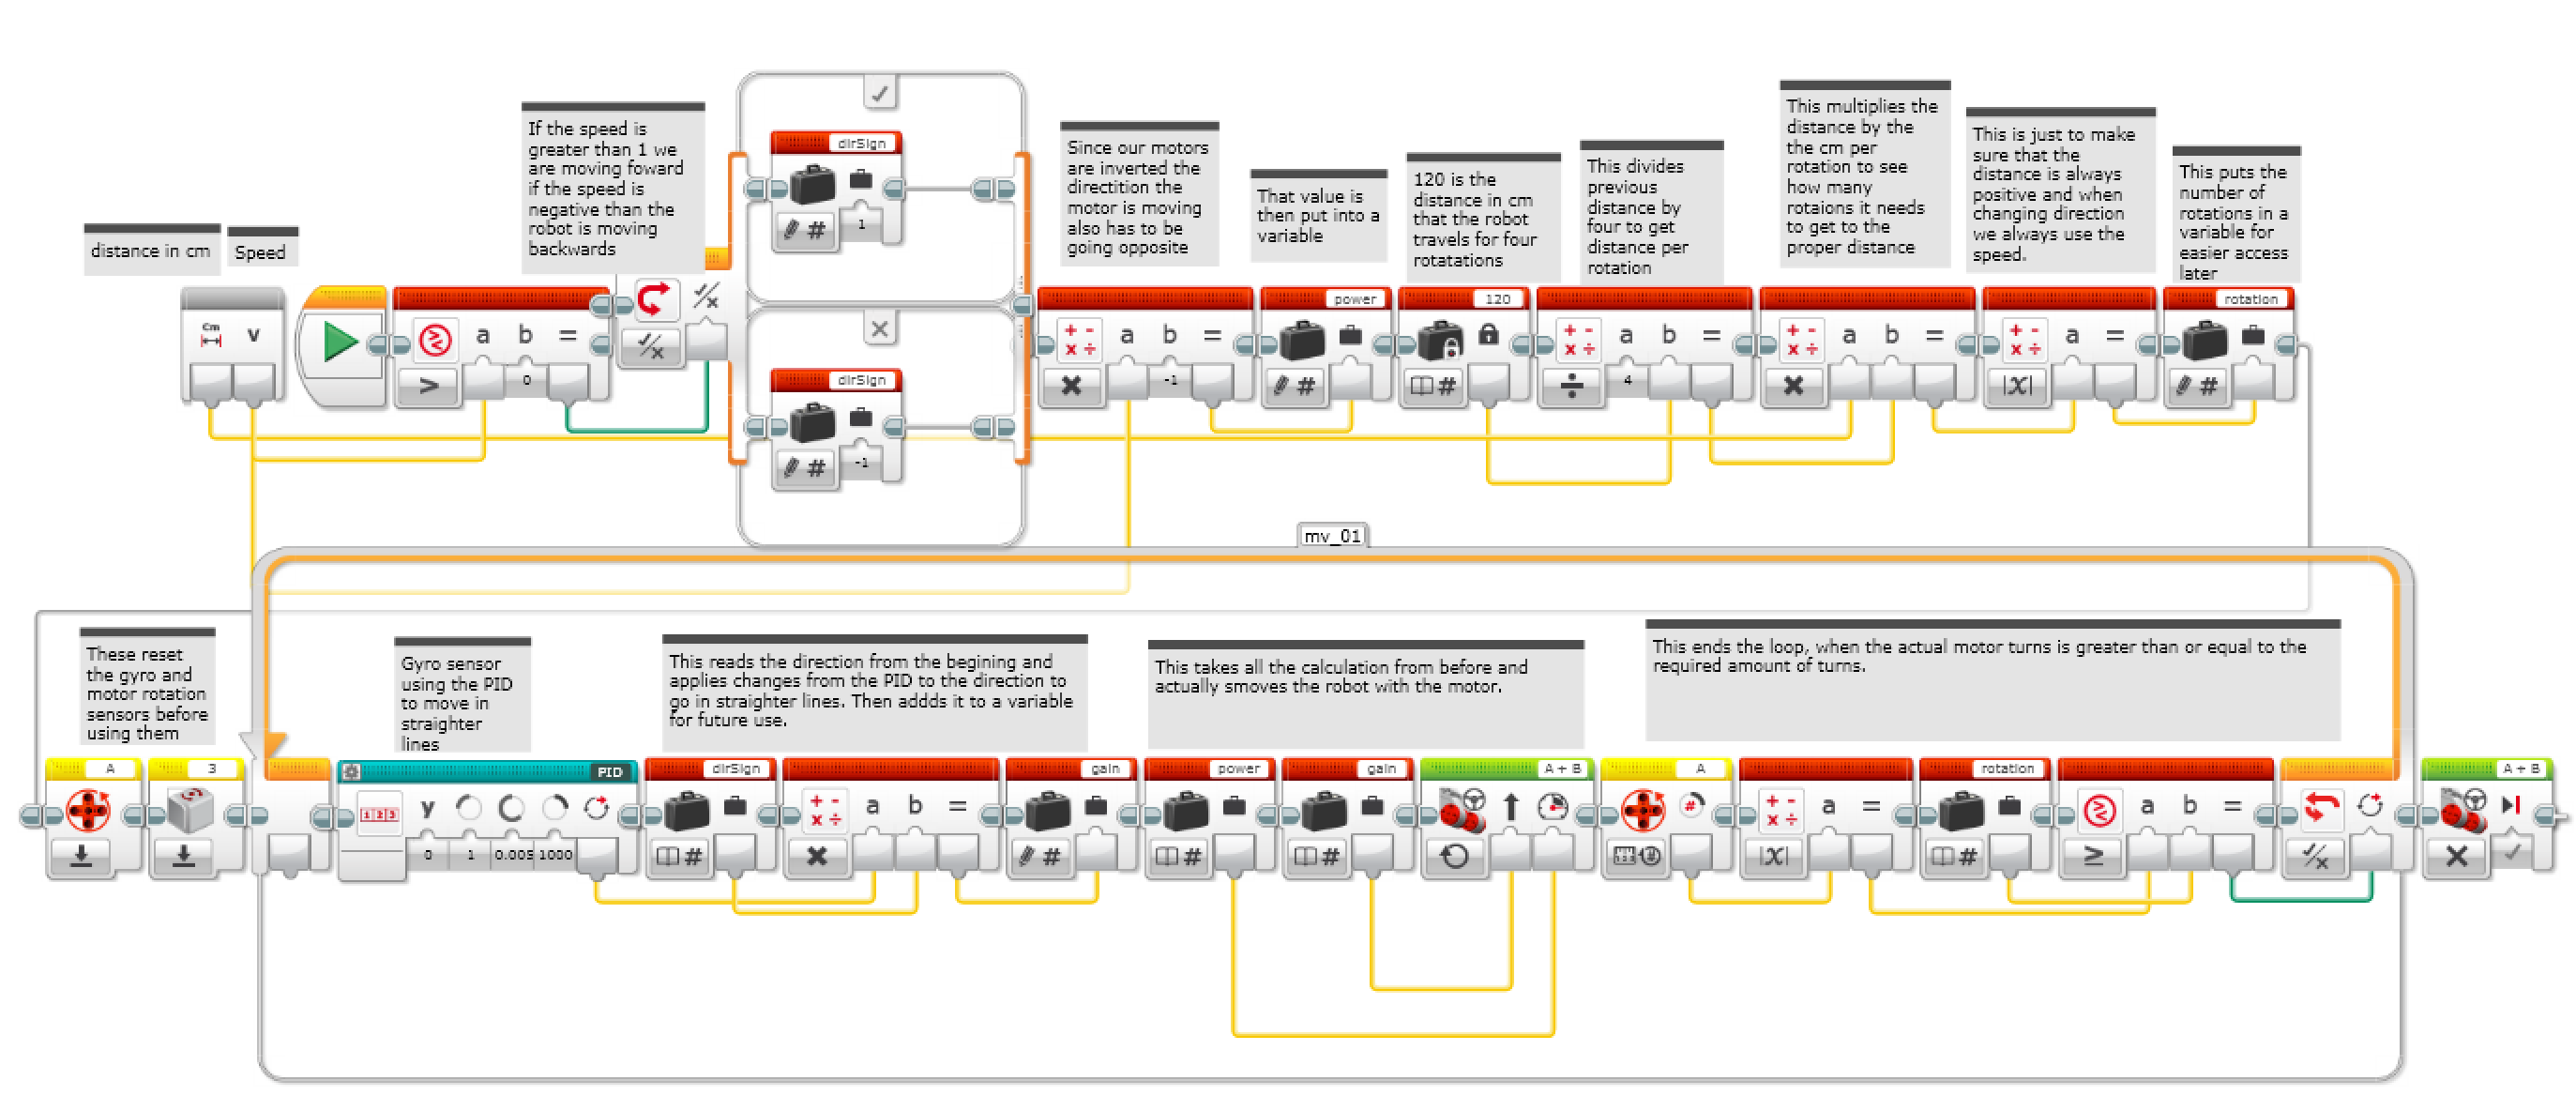 distance in cm
Speed
If the speed is
greater than 1 we
are moving foward
if the speed is
negative than the
robot is moving
backwards
Since our motors
are inverted the
directition the
motor is moving
also has to be
going opposite
That value is
then put into a
variable
120 is the
distance in cm
that the robot
travels for four
rotatations
This divides
previous
distance by
four to get
distance per
rotation
This multiplies the
distance by the
the cm per
rotation to see
how many
rotaions it needs
to get to the
proper distance
This is just to make
sure that the
distance is always
positive and when
changing direction
we always use the
speed.
This puts the
number of
rotations in a
variable for
easier access
later
Cm
v
a b =
> 0
dirSign
#
1
dirSign
#
-1
a b =
-1
power
#
120
#
a b =
4
a b =
a =
|X|
rotation
#
mv_01
These reset
the gyro and
motor rotation
sensors before
using them
Gyro sensor
using the PID
to move in
straighter
lines
This reads the direction from the begining and
applies changes from the PID to the direction to
go in straighter lines. Then addds it to a variable
for future use.
This takes all the calculation from before and
actually smoves the robot with the motor.
This ends the loop, when the actual motor turns is greater than or equal to the
required amount of turns.
A
3
PID
y
0 1 0.005 1000
dirSign
#
a b =
gain
#
power
#
gain
#
A + B
A
#
a =
|X|
rotation
#
a b =
≥
A + B